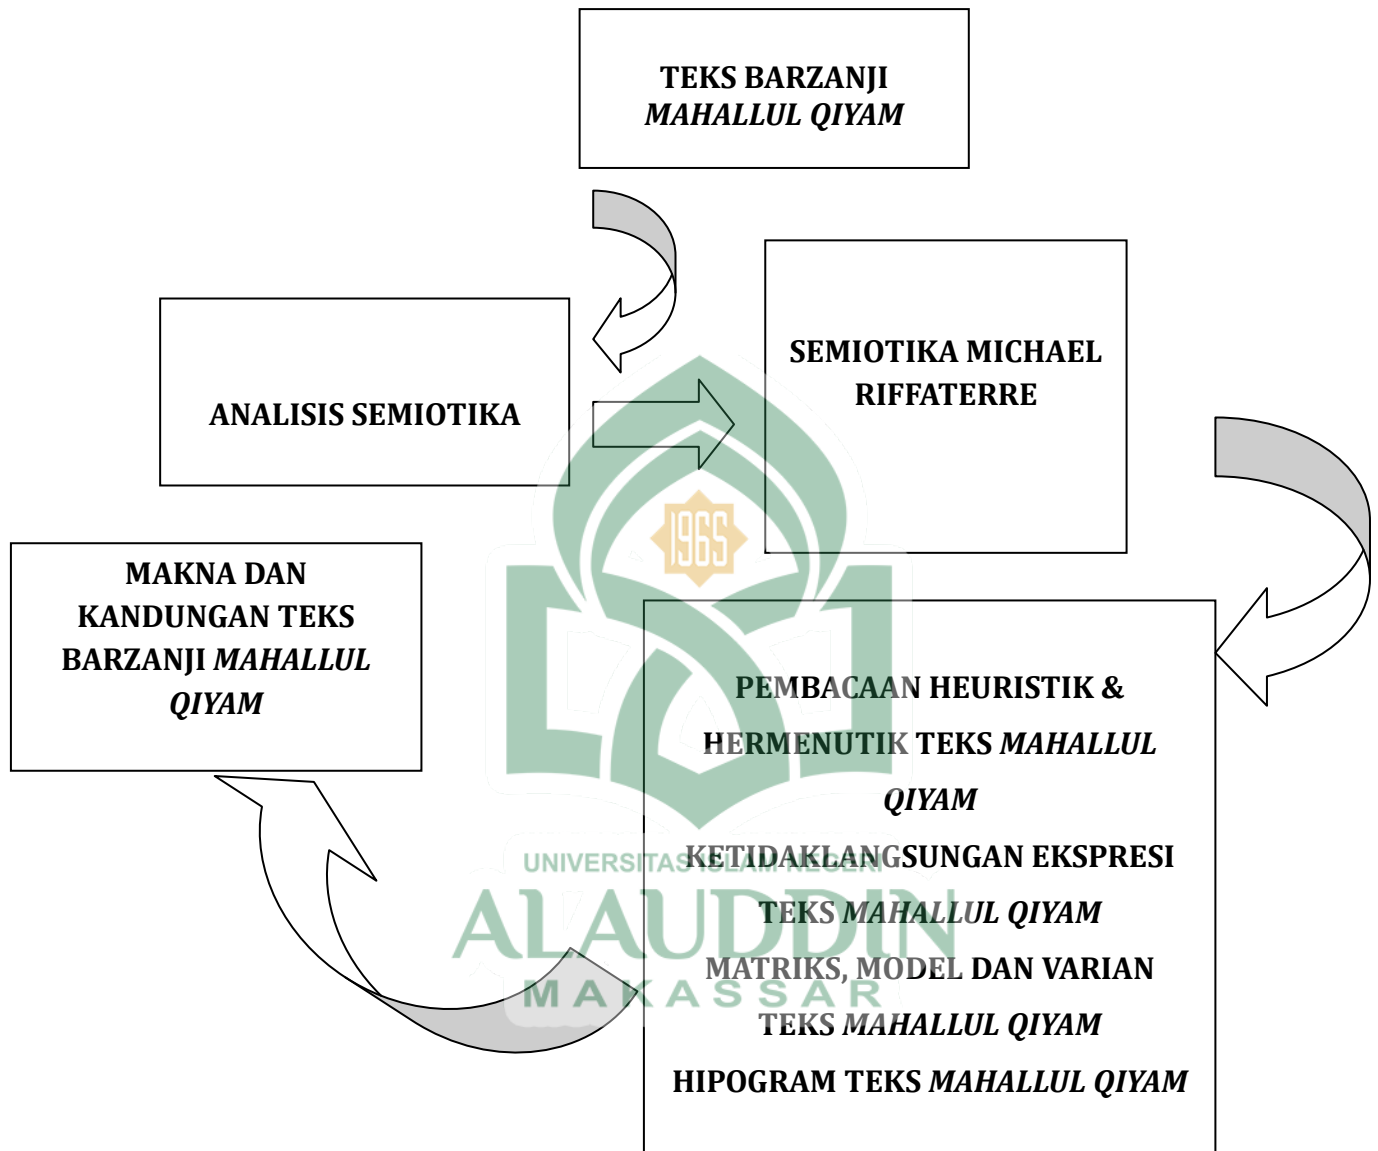 TEKS BARZANJI
MAHALLUL QIYAM
ANALISIS SEMIOTIKA
SEMIOTIKA MICHAEL
RIFFATERRE
MAKNA DAN
KANDUNGAN TEKS
BARZANJI MAHALLUL
QIYAM
PEMBACAAN HEURISTIK &
HERMENUTIK TEKS MAHALLUL
QIYAM
KETIDAKLANGSUNGAN EKSPRESI
TEKS MAHALLUL QIYAM
MATRIKS, MODEL DAN VARIAN
TEKS MAHALLUL QIYAM
HIPOGRAM TEKS MAHALLUL QIYAM
1965
UNIVERSITAS ISLAM NEGERI
ALAUDDIN
MAKASSAR